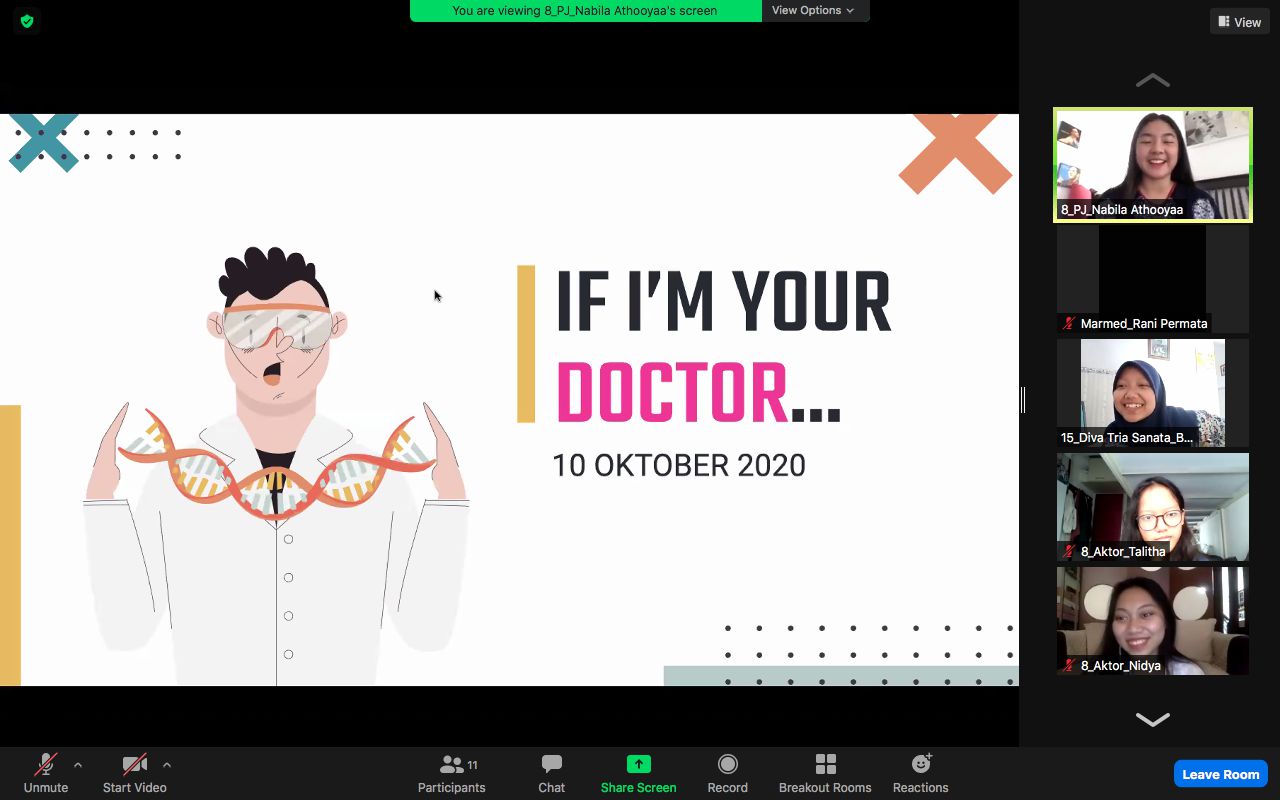 You are viewing 8_PJ_Nabila Athooyaa's screen
View Options
View
IF I'M YOUR
DOCTOR...
10 OKTOBER 2020
8_PJ_Nabila Athooyaa
Marmed_Rani Permata
15_Diva Tria Sanata_B...
8_Aktor_Talitha
8_Aktor_Nidya
Unmute
Start Video
Participants
11
Chat
Share Screen
Record
Breakout Rooms
Reactions
Leave Room